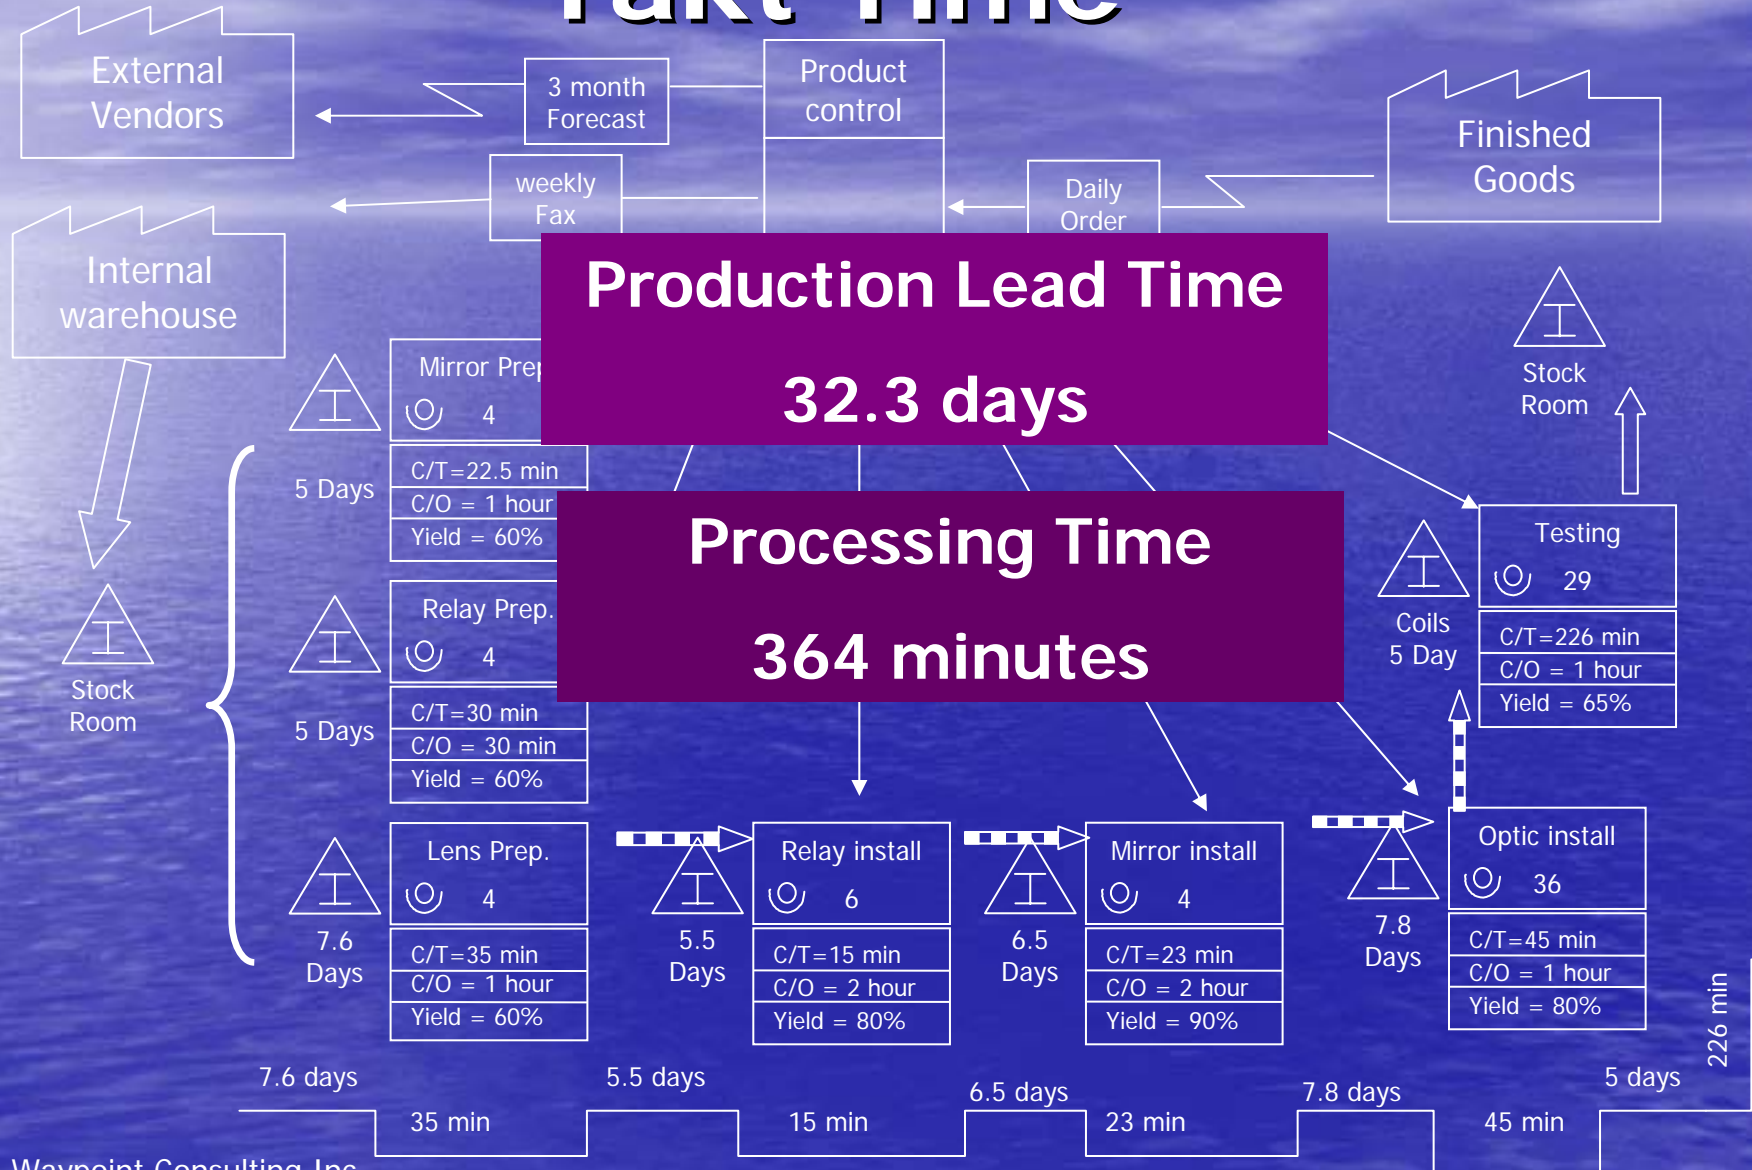 Takt Time
External
Vendors
3 month
Forecast
Product
control
Finished
Goods
weekly
Fax
Daily
Order
Internal
warehouse
Production Lead Time
32.3 days
Stock
Room
Mirror Prep
4
5 Days
C/T=22.5 min
C/O = 1 hour
Yield = 60%
Processing Time
364 minutes
Testing
29
Coils
5 Day
C/T=226 min
C/O = 1 hour
Yield = 65%
Relay Prep.
4
Stock
Room
5 Days
C/T=30 min
C/O = 30 min
Yield = 60%
Lens Prep.
4
7.6
Days
C/T=35 min
C/O = 1 hour
Yield = 60%
Relay install
6
5.5
Days
C/T=15 min
C/O = 2 hour
Yield = 80%
Mirror install
4
6.5
Days
C/T=23 min
C/O = 2 hour
Yield = 90%
Optic install
36
7.8
Days
C/T=45 min
C/O = 1 hour
Yield = 80%
226 min
7.6 days
35 min
5.5 days
15 min
6.5 days
23 min
7.8 days
45 min
5 days
Waypoint Consulting Inc